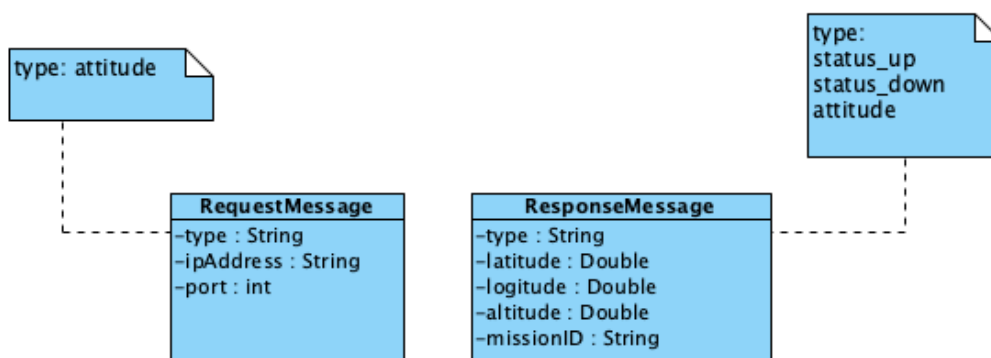 type: attitude
type:
status_up
status_down
attitude
RequestMessage
-type : String
-ipAddress : String
-port : int
ResponseMessage
-type : String
-latitude : Double
-logitude : Double
-altitude : Double
-missionID : String